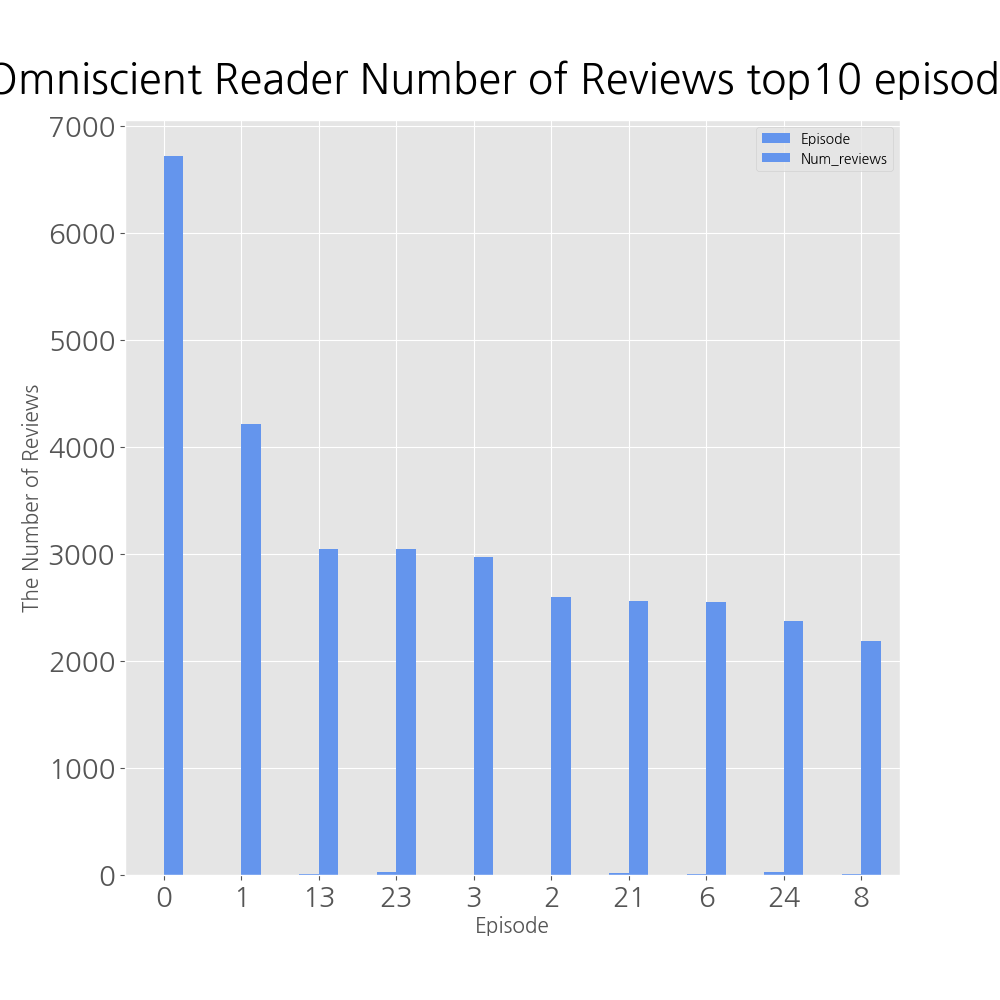 Omniscient Reader Number of Reviews top10 episod
7000
Episode
Num_reviews
6000
5000
4000
3000
2000
1000
0
The Number of Reviews
0 1 13 23 3 2 21 6 24 8
Episode